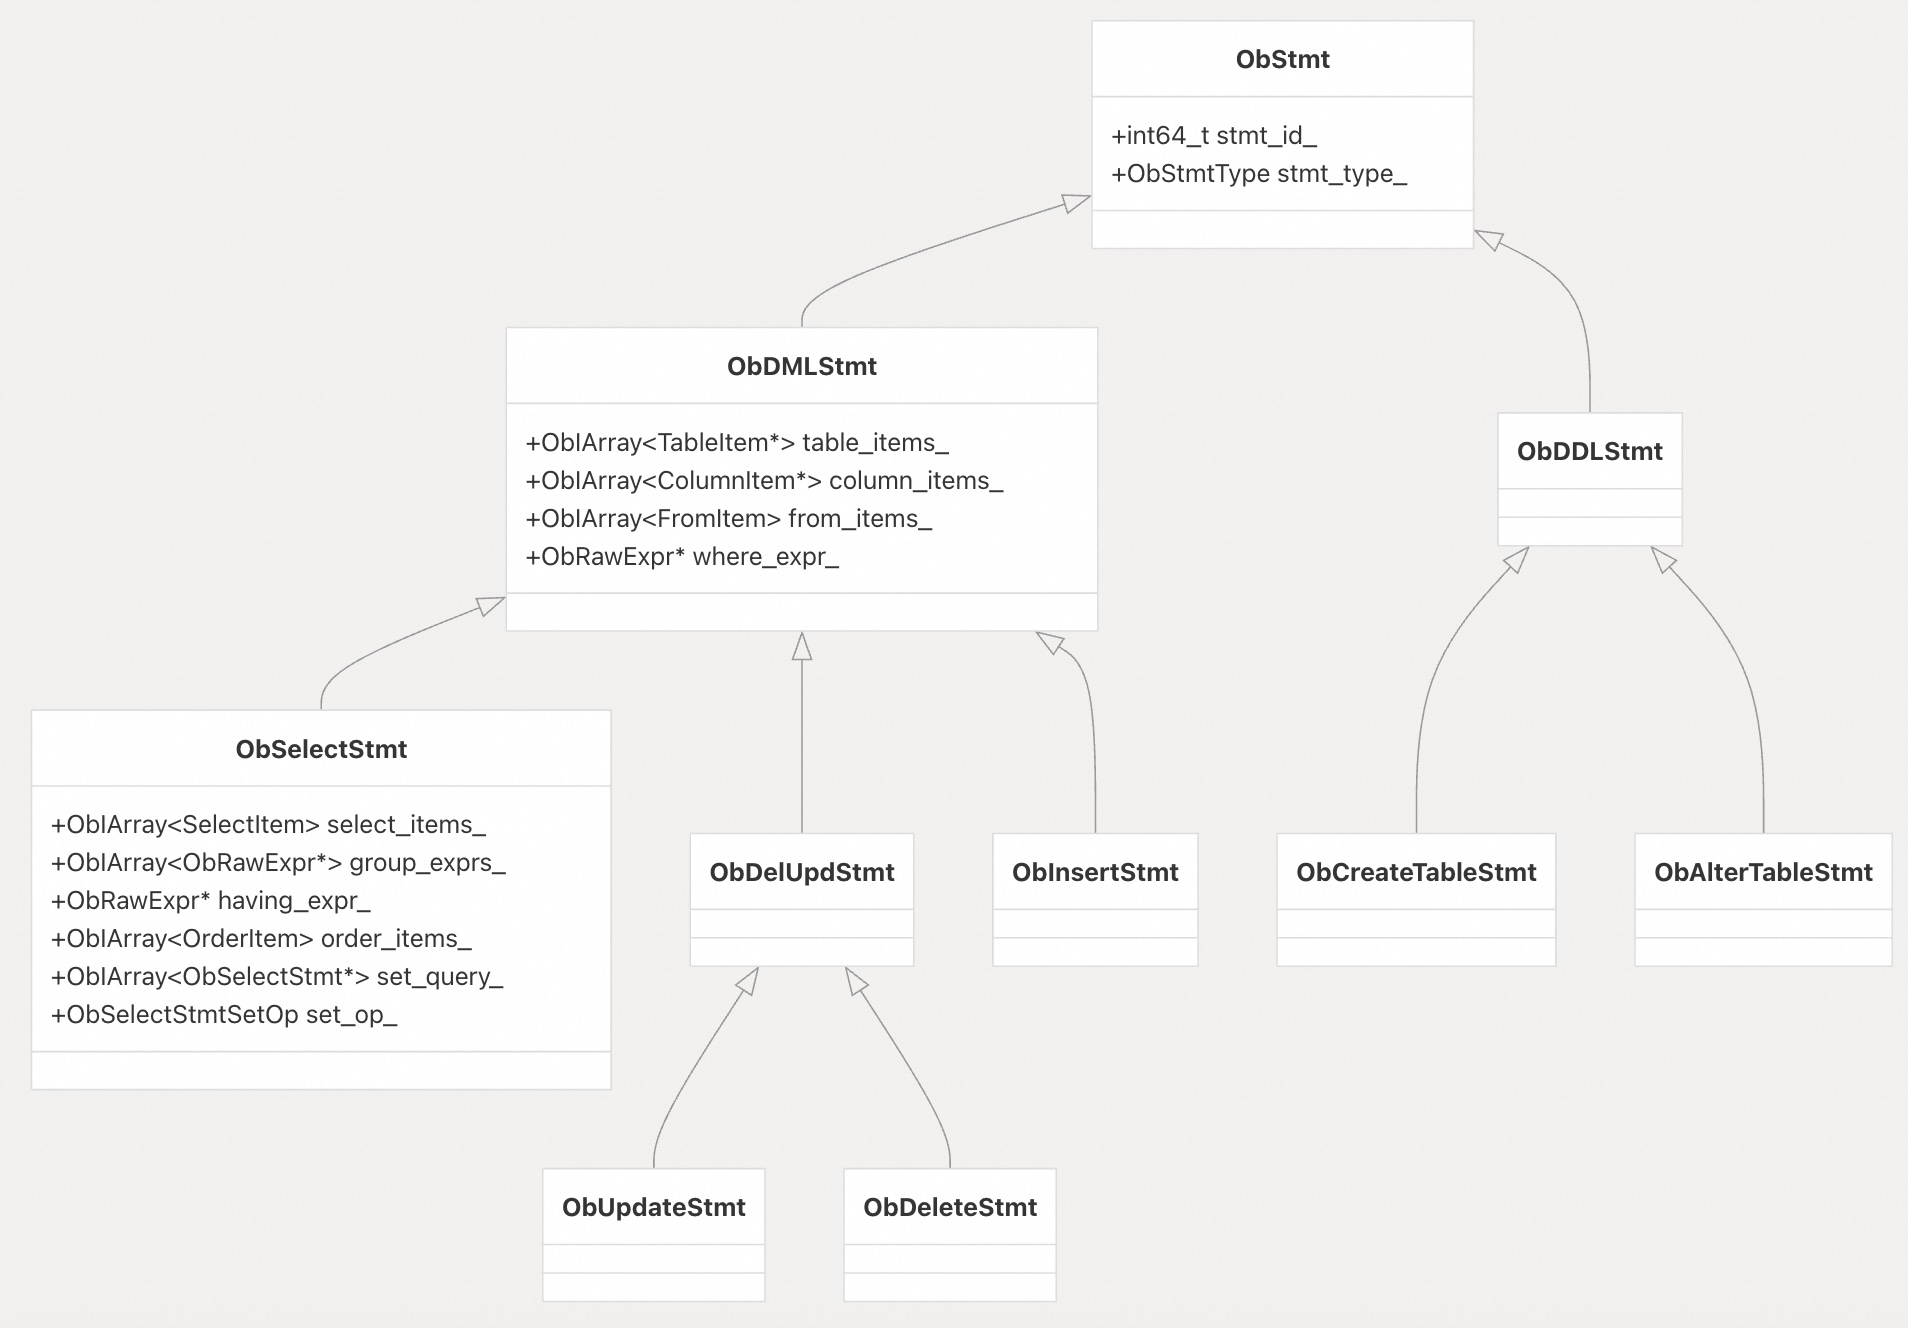 ObStmt
+int64_t stmt_id_
+ObStmtType stmt_type_
ObDMLStmt
+ObIArray<TableItem*> table_items_
+ObIArray<ColumnItem*> column_items_
+ObIArray<FromItem> from_items_
+ObRawExpr* where_expr_
ObDDLStmt
ObSelectStmt
+ObIArray<SelectItem> select_items_
+ObIArray<ObRawExpr*> group_exprs_
+ObRawExpr* having_expr_
+ObIArray<OrderItem> order_items_
+ObIArray<ObSelectStmt*> set_query_
+ObSelectStmtSetOp set_op_
ObDelUpdStmt
ObInsertStmt
ObCreateTableStmt
ObAlterTableStmt
ObUpdateStmt
ObDeleteStmt